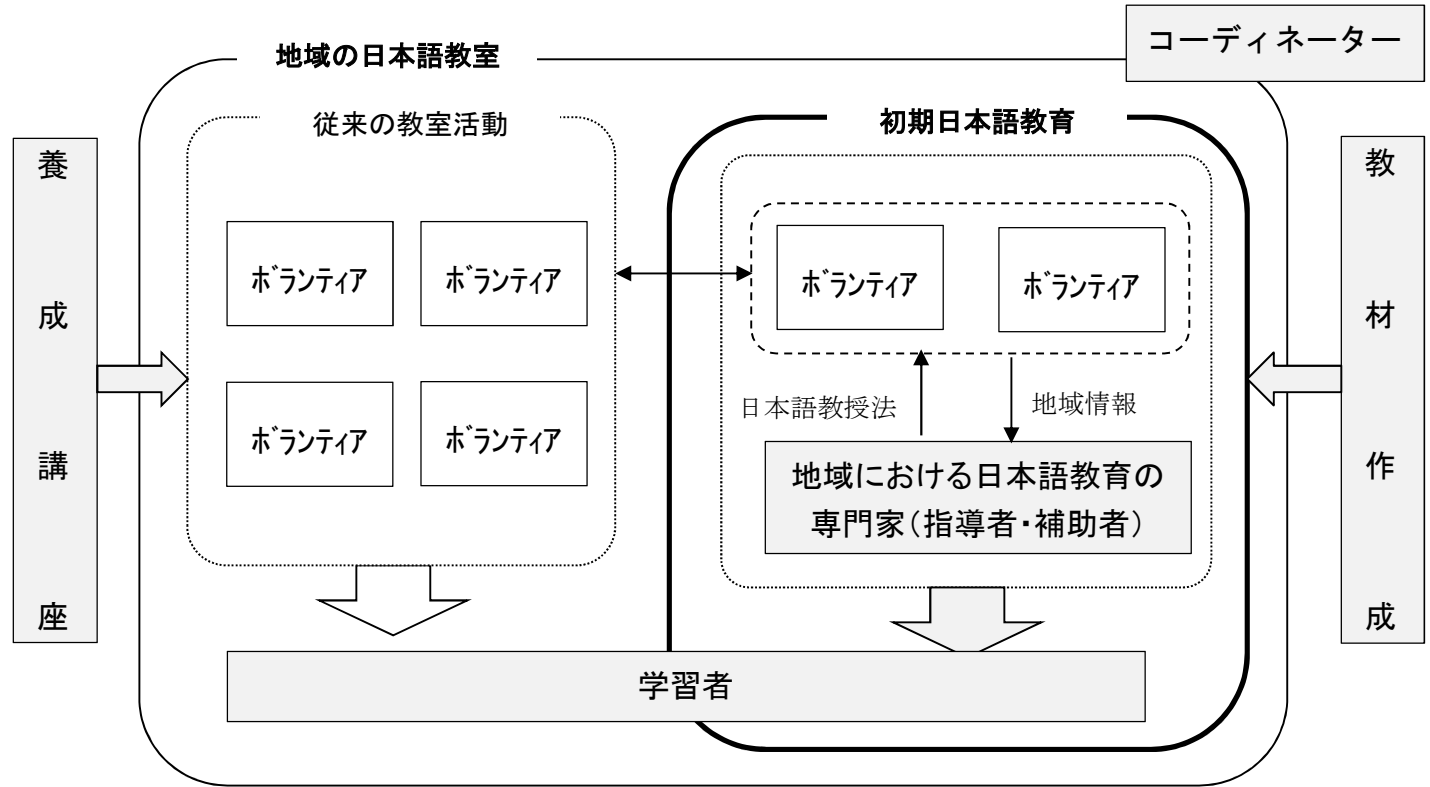 コーディネーター
地域の日本語教室
従来の教室活動
初期日本語教育
養成講座
ﾎﾞランティア
ﾎﾞランティア
ﾎﾞランティア
ﾎﾞランティア
ﾎﾞランティア
ﾎﾞランティア
日本語教授法
地域情報
地域における日本語教育の
専門家（指導者・補助者）
教材作成
学習者